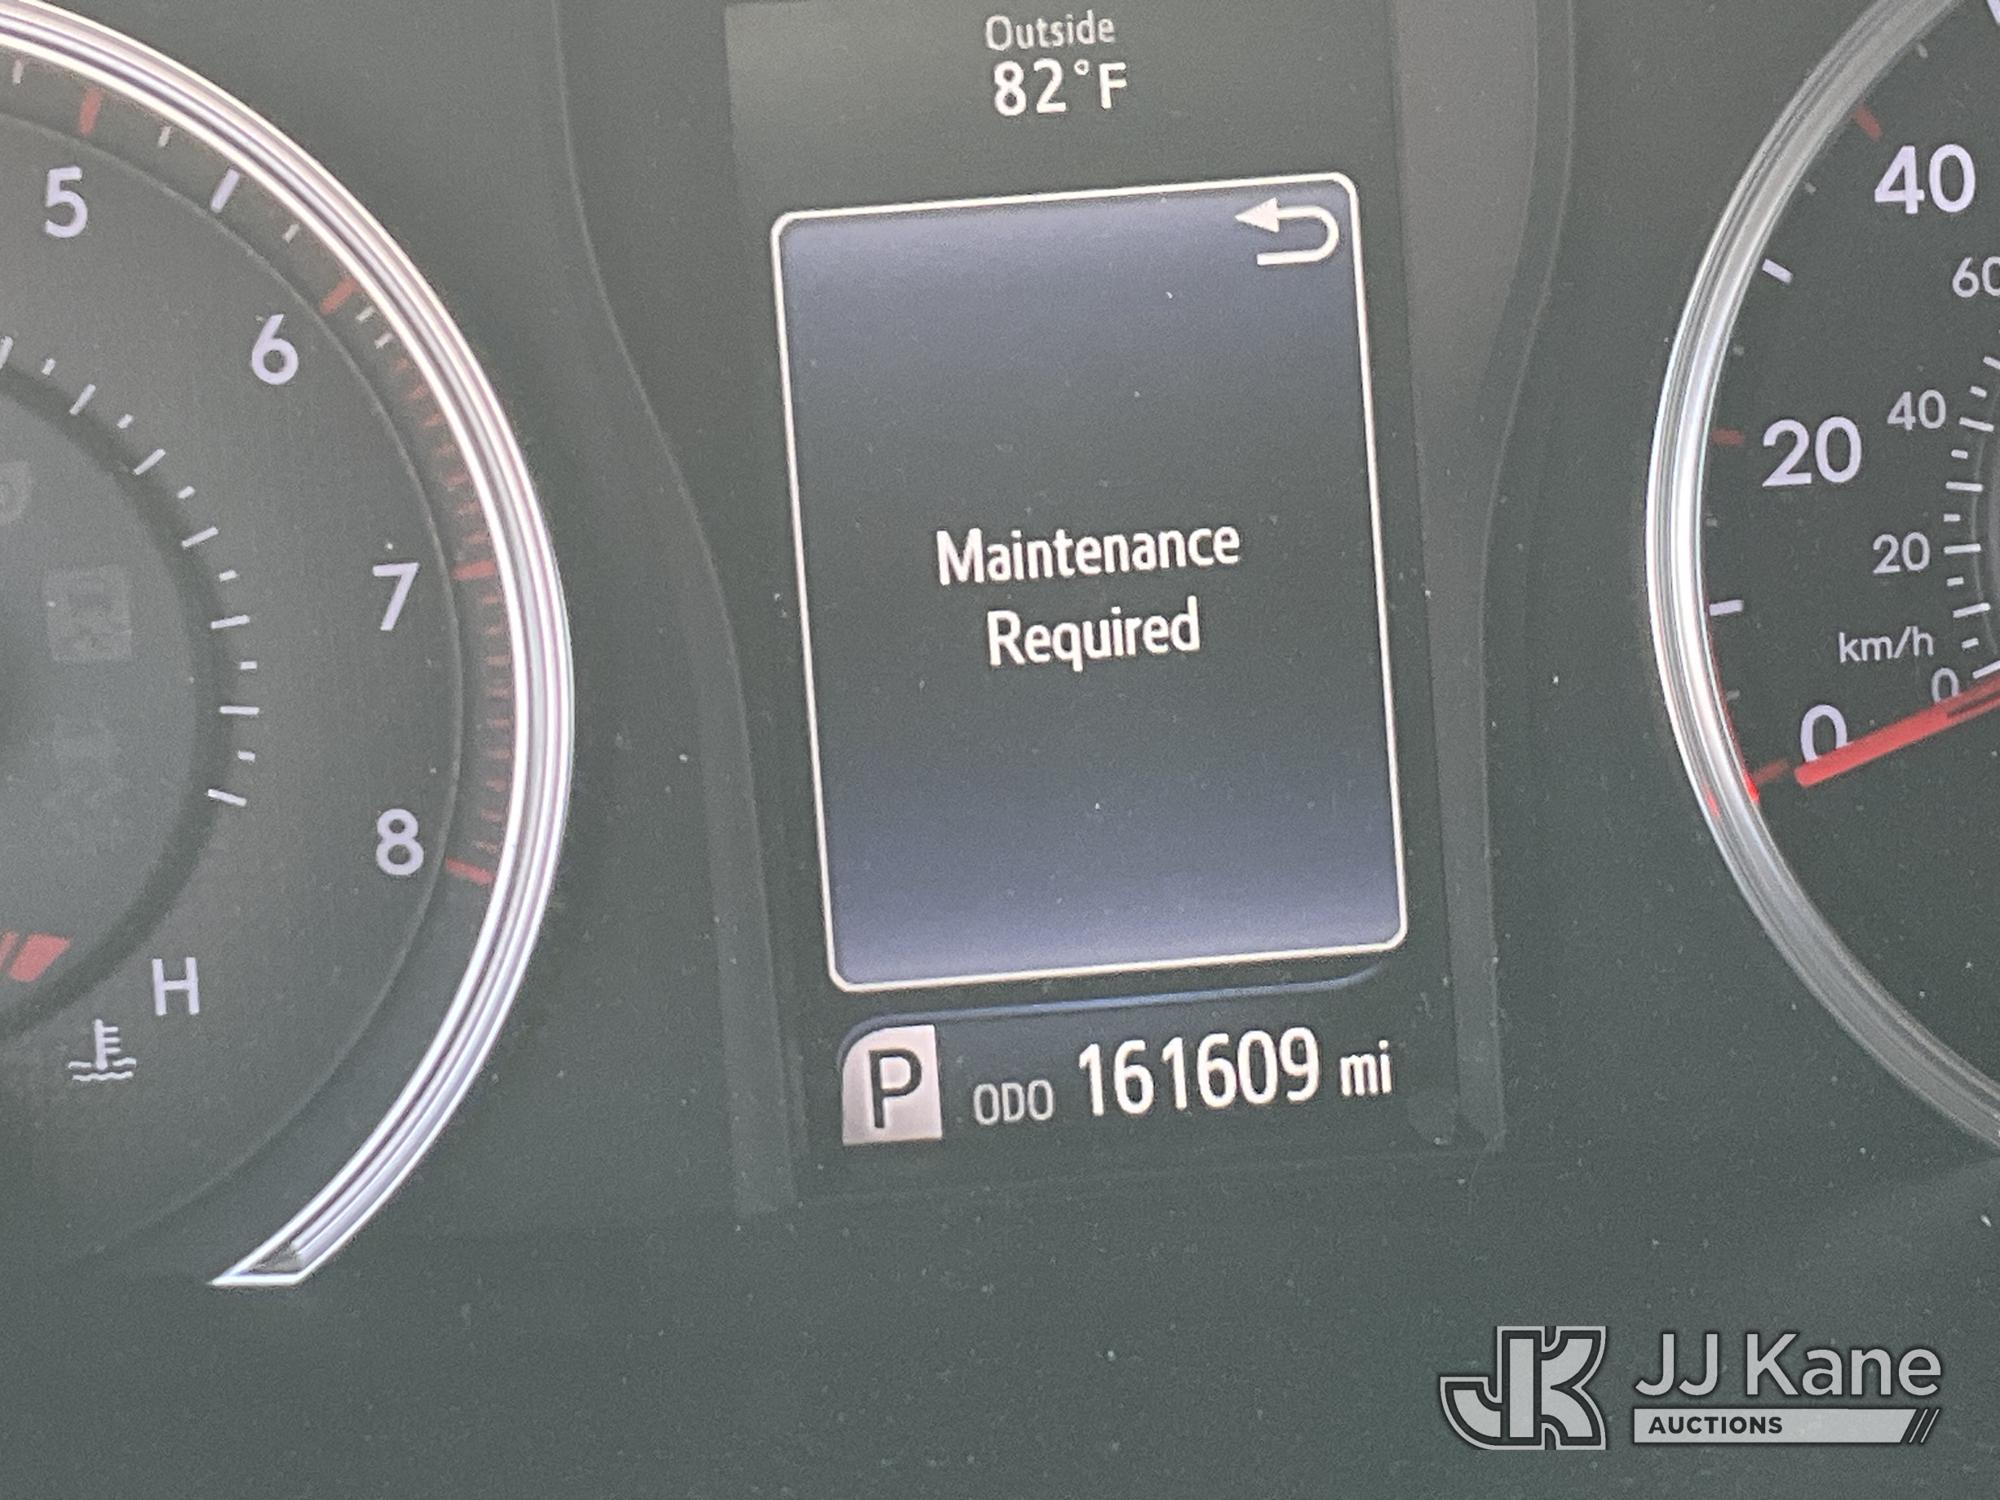 Outside
82°F
5
6
7
8
H
Maintenance
Required
P ODO 161609 mi
40
60
20
40
20
km/h
0
0
JK JJ Kane
AUCTIONS